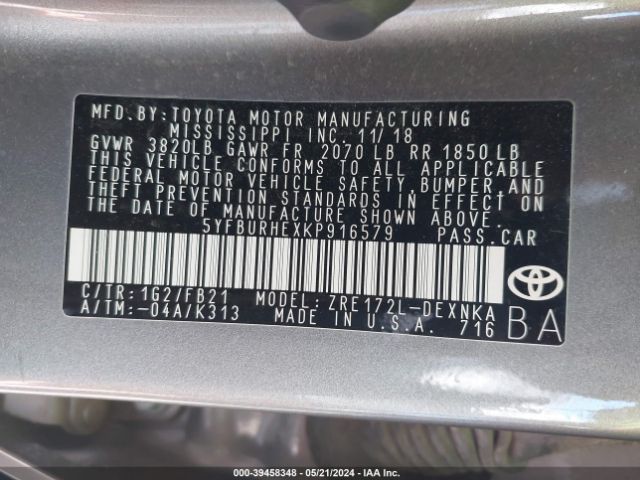 MFD.BY:TOYOTA MOTOR MANUFACTURING
MISSISSIPPI INC. 11/18
GVWR 3820LB GAWR FR 2070 LB RR 1850 LB
THIS VEHICLE CONFORMS TO ALL APPLICABLE
FEDERAL MOTOR VEHICLE SAFETY,BUMPER,AND
THEFT PREVENTION STANDARDS IN EFFECT ON
THE DATE OF MANUFACTURE SHOWN ABOVE.
5YFBURHEXKP916579 PASS.CAR
C/TR:1G2/FB21 MODEL:ZRE172L-DEXNKA
A/TM:-04A/K313 MADE IN U.S.A. 716
BA
000-39458348 | 05/21/2024 | IAA Inc.